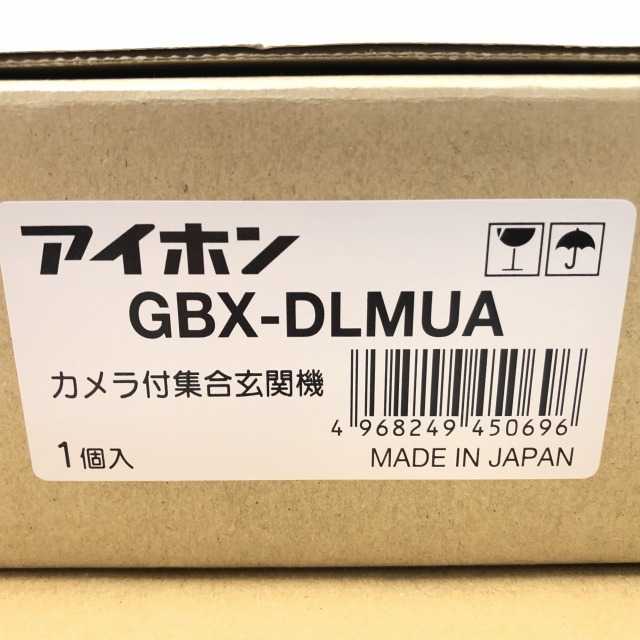 アイホン
GBX-DLMUA
カメラ付集合玄関機
4 968249 450696
1個入
MADE IN JAPAN